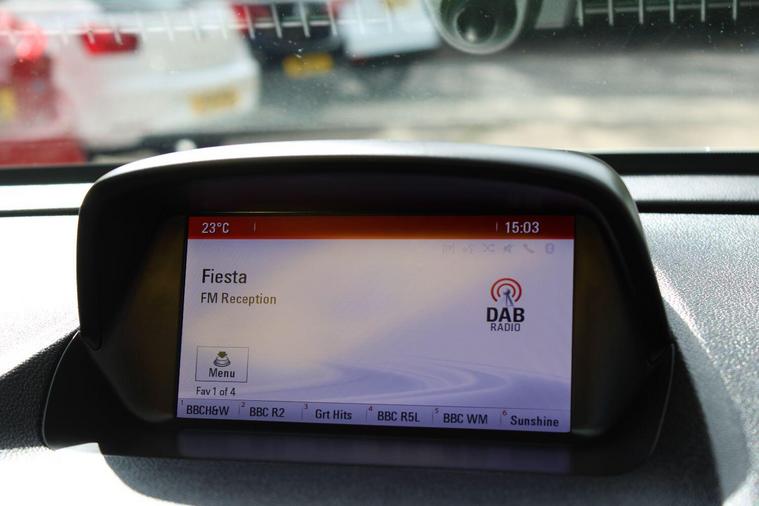 23°C 15:03
Fiesta
FM Reception
DAB
RADIO
Menu
Fav 1 of 4
1 BBCH&W 2 BBC R2 3 Grt Hits 4 BBC R5L 5 BBC WM 6 Sunshine